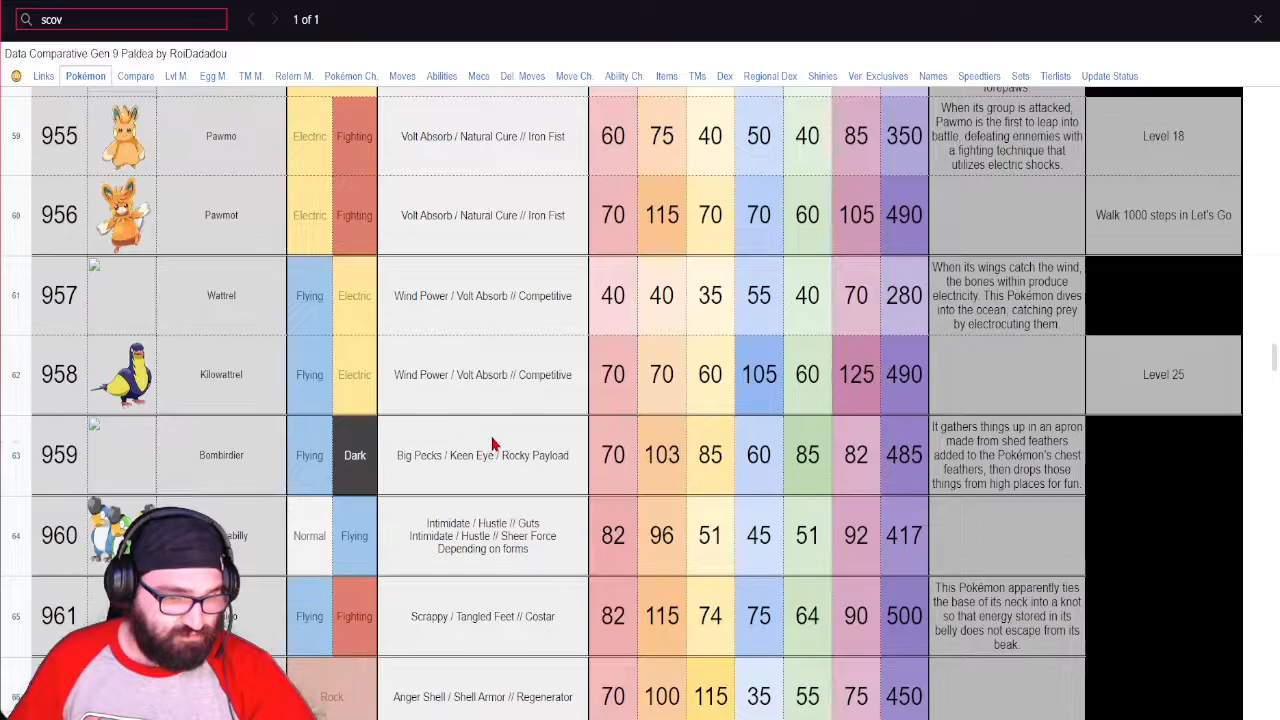 scov
1 of 1
Data Comparative Gen 9 Paldea by RoiDadadou
Links Pokémon Compare Lvl M. Egg M. TM M. Relern M. Pokémon Ch. Moves Abilities Mecs Del. Moves Move Ch. Ability Ch. Items TMs Dex Regional Dex Shinies Ver. Exclusives Names Speedtiers Sets Tierlists Update Status
forepaws
59 955 Pawmo Electric Fighting Volt Absorb / Natural Cure // Iron Fist 60 75 40 50 40 85 350
When its group is attacked,
Pawmo is the first to leap into
battle, defeating ennemies with
a fighting technique that
utilizes electric shocks.
Level 18
60 956 Pawmot Electric Fighting Volt Absorb / Natural Cure // Iron Fist 70 115 70 70 60 105 490 Walk 1000 steps in Let's Go
61 957 Wattrel Flying Electric Wind Power / Volt Absorb // Competitive 40 40 35 55 40 70 280
When its wings catch the wind,
the bones within produce
electricity. This Pokémon dives
into the ocean, catching prey
by electrocuting them.
62 958 Kilowattrel Flying Electric Wind Power / Volt Absorb // Competitive 70 70 60 105 60 125 490 Level 25
63 959 Bombirdier Flying Dark Big Pecks / Keen Eye / Rocky Payload 70 103 85 60 85 82 485
It gathers things up in an apron
made from shed feathers
added to the Pokémon's chest
feathers, then drops those
things from high places for fun.
64 960 Normal Flying
Intimidate / Hustle // Guts
Intimidate / Hustle // Sheer Force
Depending on forms
82 96 51 45 51 92 417
65 961 Flying Fighting Scrappy / Tangled Feet / Costar 82 115 74 75 64 90 500
This Pokémon apparently ties
the base of its neck into a knot
so that energy stored in its
belly does not escape from its
beak.
Rock Anger Shell / Shell Armor // Regenerator 70 100 115 35 55 75 450